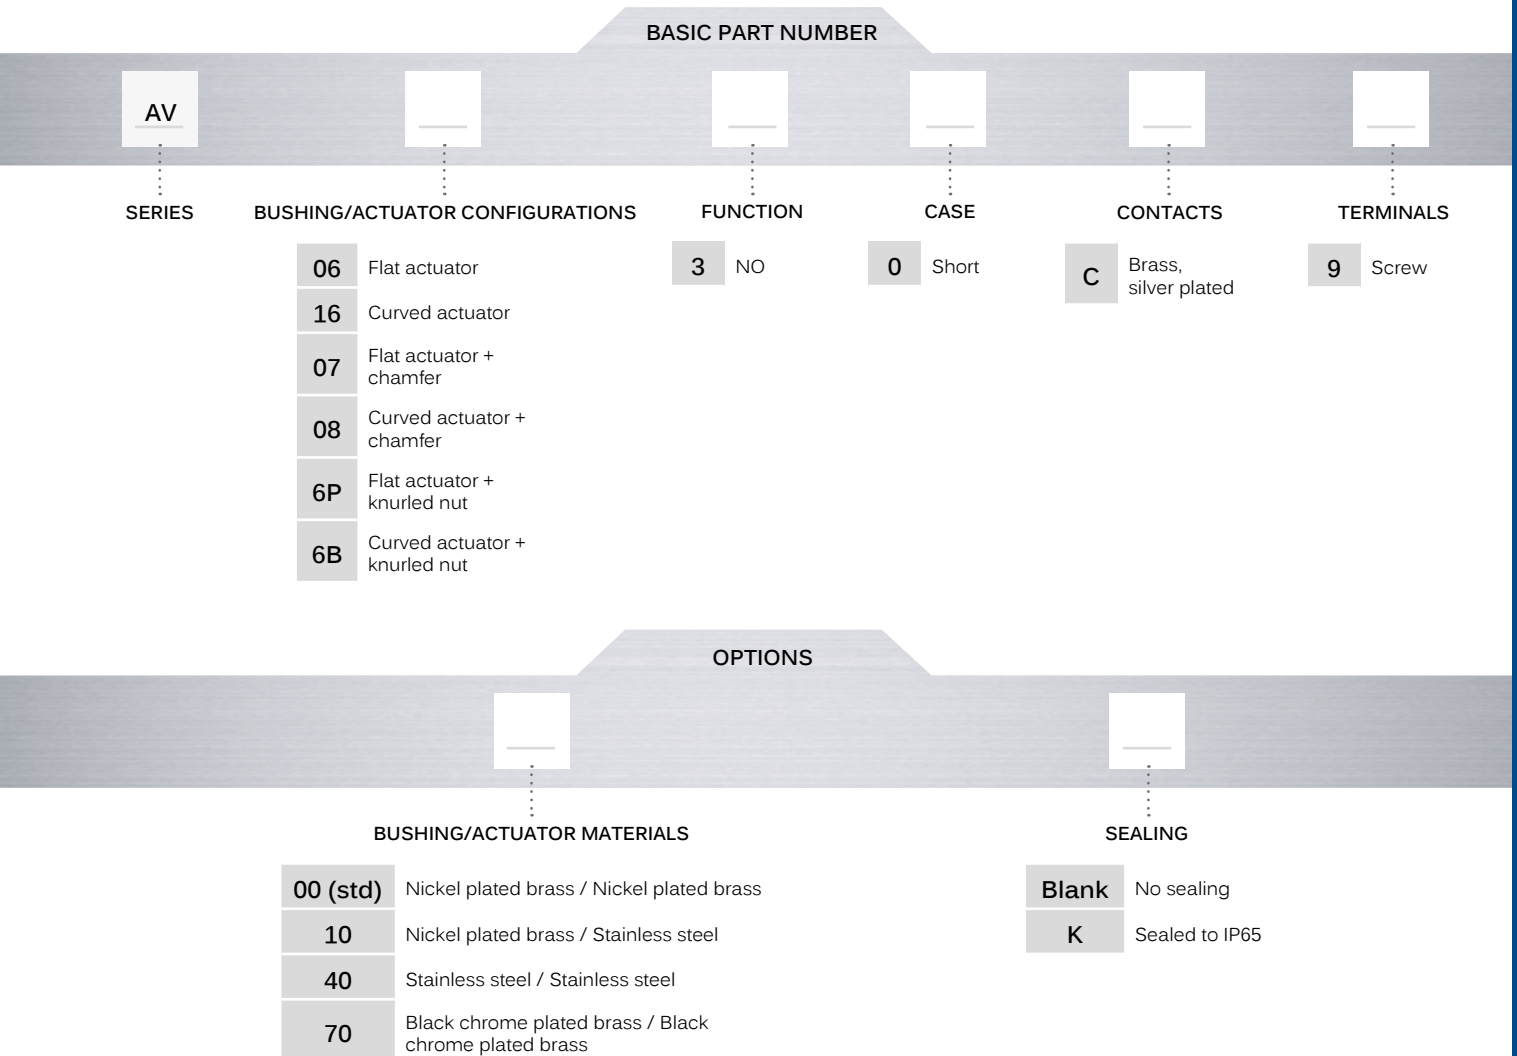 BASIC PART NUMBER
AV
SERIES
BUSHING/ACTUATOR CONFIGURATIONS
FUNCTION
CASE
CONTACTS
TERMINALS
06 Flat actuator
16 Curved actuator
07 Flat actuator +
chamfer
08 Curved actuator +
chamfer
6P Flat actuator +
knurled nut
6B Curved actuator +
knurled nut
3 NO
0 Short
C Brass,
silver plated
9 Screw
OPTIONS
BUSHING/ACTUATOR MATERIALS
00 (std) Nickel plated brass / Nickel plated brass
10 Nickel plated brass / Stainless steel
40 Stainless steel / Stainless steel
70 Black chrome plated brass / Black
chrome plated brass
SEALING
Blank No sealing
K Sealed to IP65